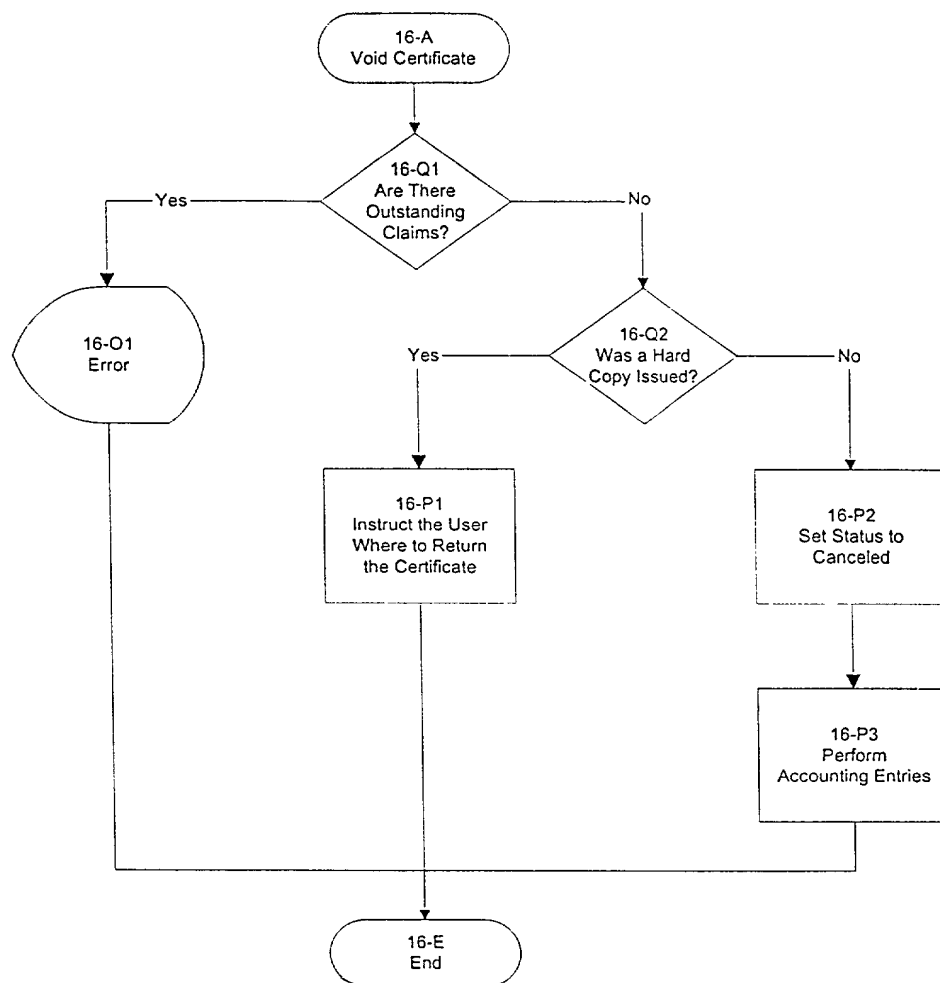 16-A
Void Certificate
16-Q1
Are There
Outstanding
Claims?
Yes
No
16-O1
Error
16-Q2
Was a Hard
Copy Issued?
Yes
No
16-P1
Instruct the User
Where to Return
the Certificate
16-P2
Set Status to
Canceled
16-P3
Perform
Accounting Entries
16-E
End